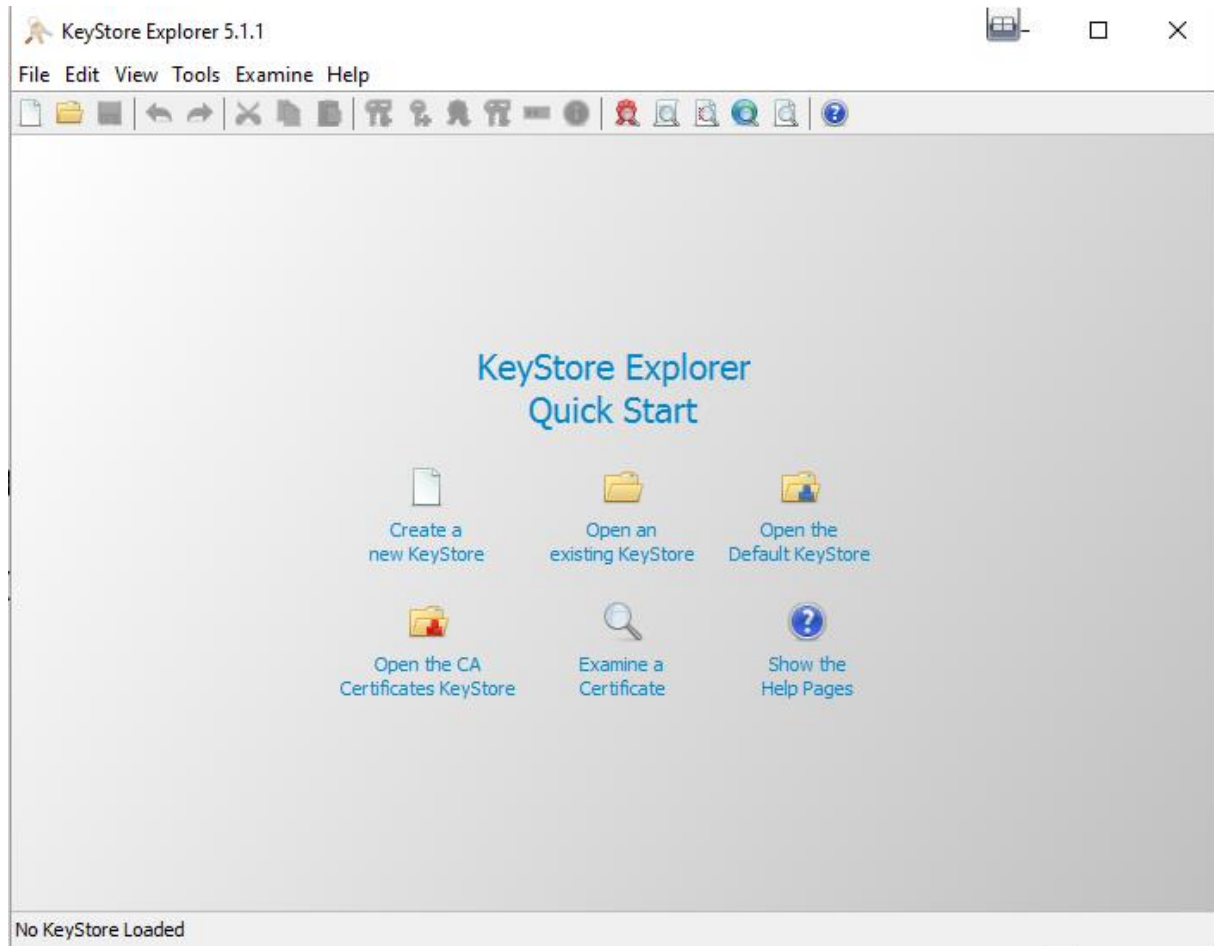 KeyStore Explorer 5.1.1
File Edit View Tools Examine Help
KeyStore Explorer
Quick Start
Create a
new KeyStore
Open an
existing KeyStore
Open the
Default KeyStore
Open the CA
Certificates KeyStore
Examine a
Certificate
Show the
Help Pages
No KeyStore Loaded